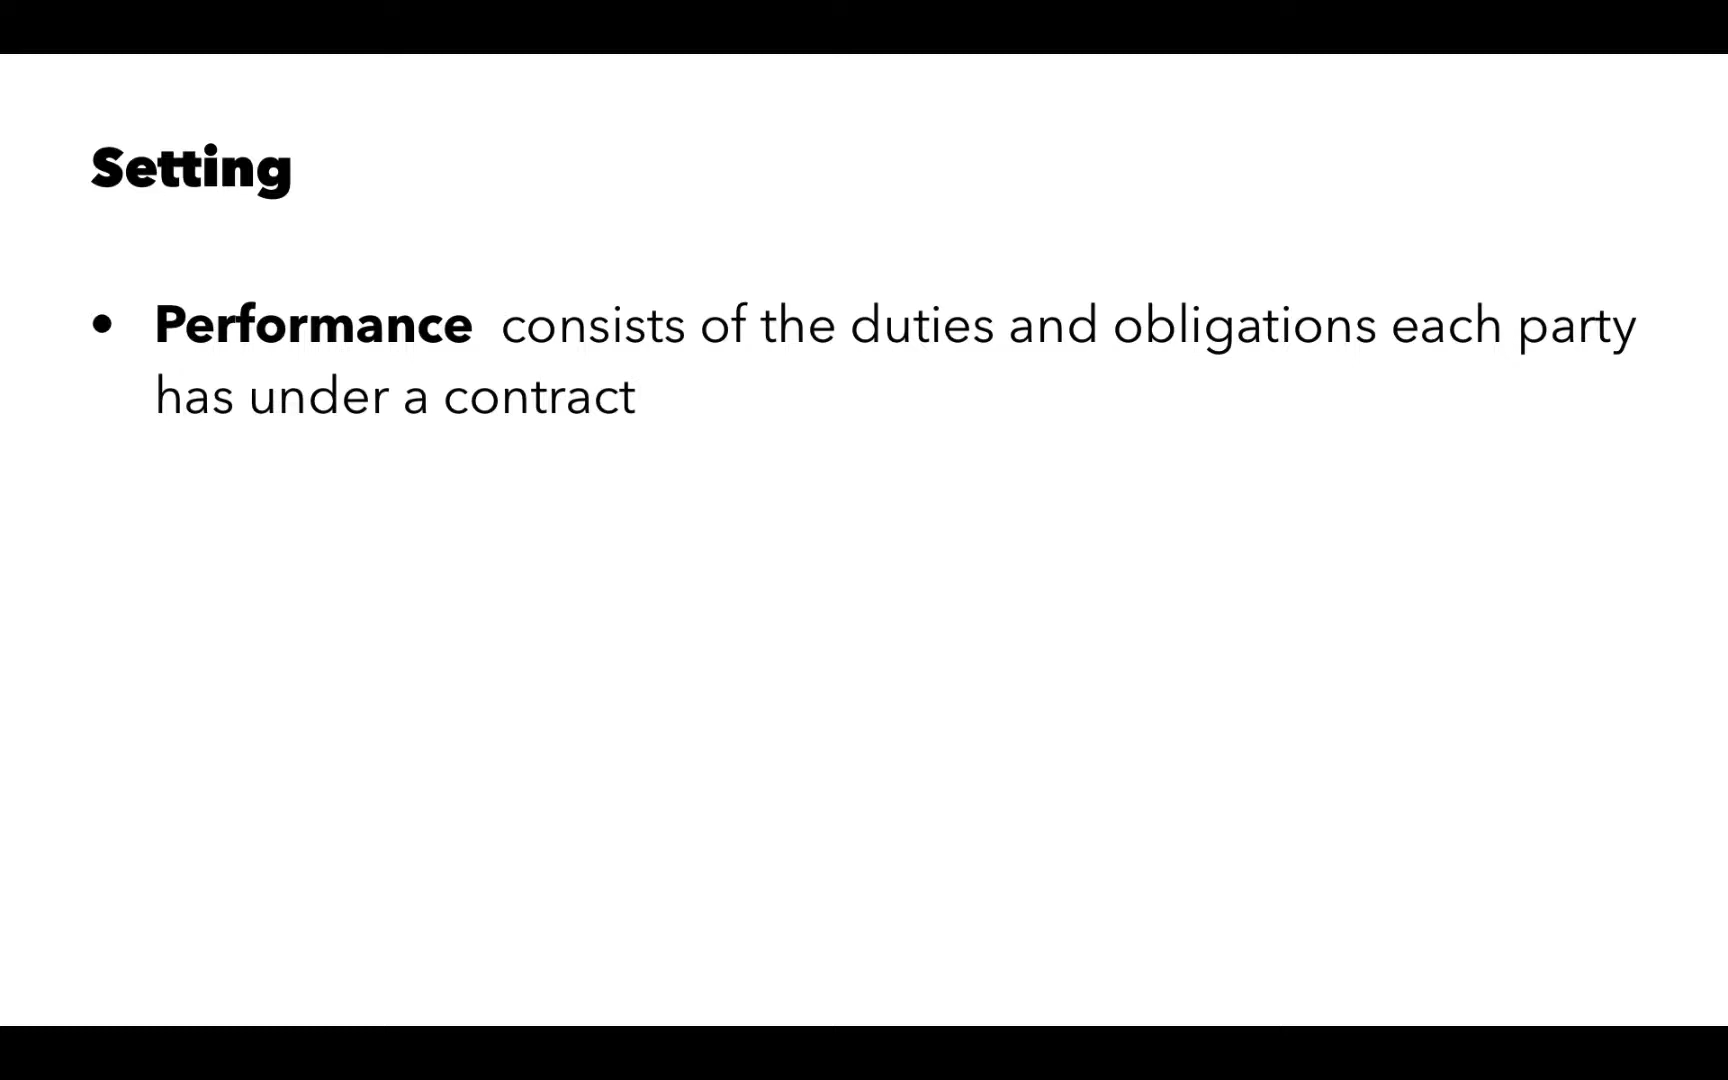 Setting
• Performance consists of the duties and obligations each party
has under a contract